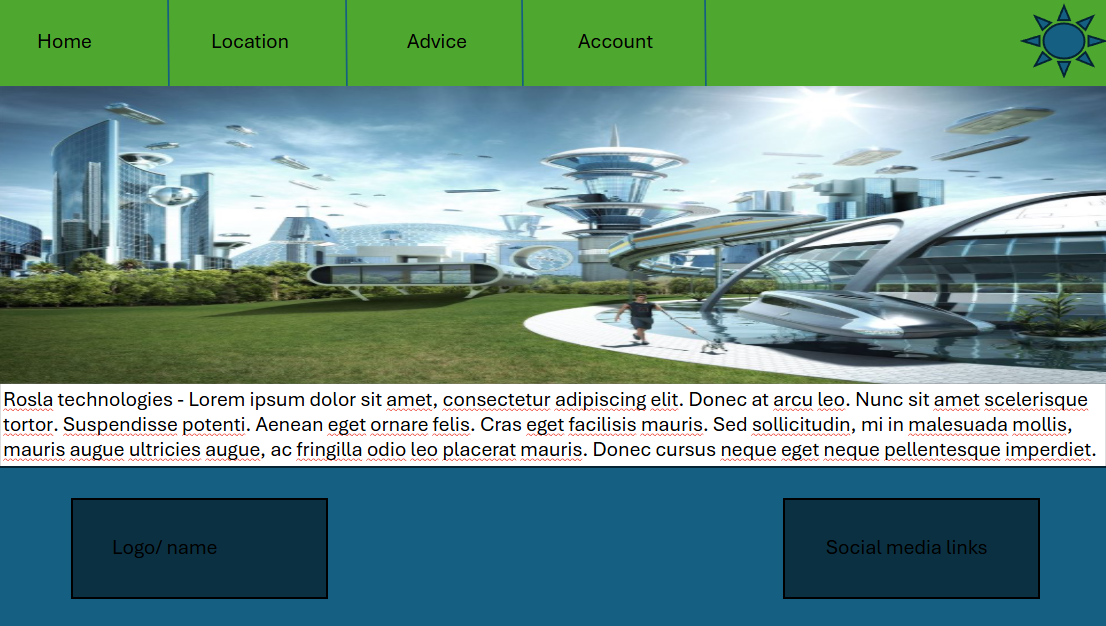 Home Location Advice Account
Rosla technologies - Lorem ipsum dolor sit amet, consectetur adipiscing elit. Donec at arcu leo. Nunc sit amet scelerisque
tortor. Suspendisse potenti. Aenean eget ornare felis. Cras eget facilisis mauris. Sed sollicitudin, mi in malesuada mollis,
mauris augue ultricies augue, ac fringilla odio leo placerat mauris. Donec cursus neque eget neque pellentesque imperdiet.
Logo/ name Social media links